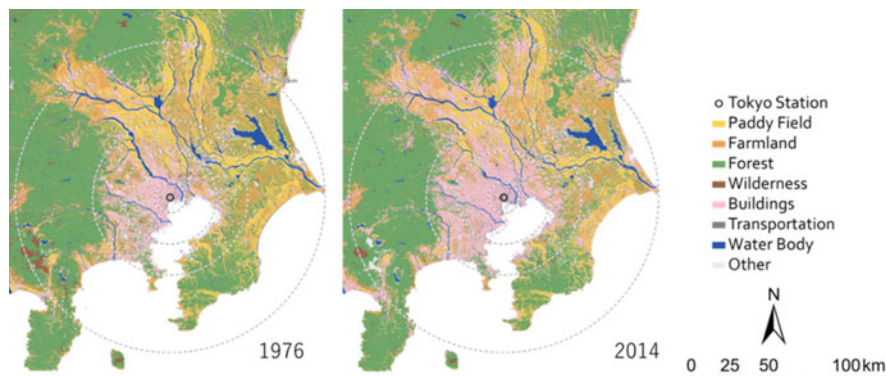 1976
2014
Tokyo Station
Paddy Field
Farmland
Forest
Wilderness
Buildings
Transportation
Water Body
Other
N
0 25 50 100km